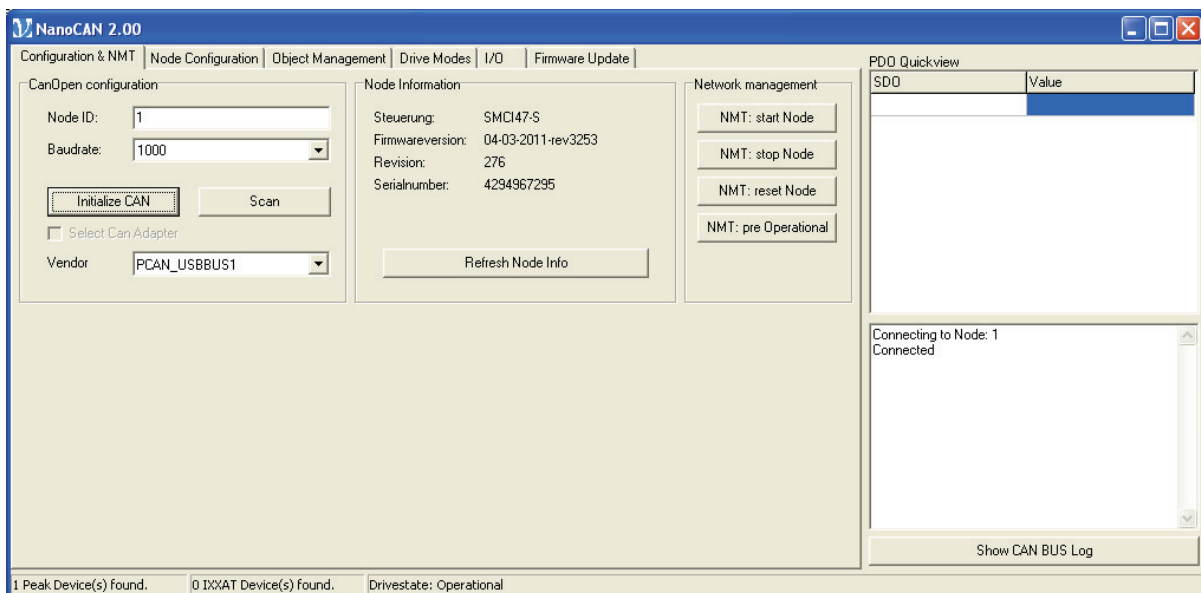 NanoCAN 2.00
Configuration & NMT Node Configuration Object Management Drive Modes I/O Firmware Update
CanOpen configuration
Node ID: 1
Baudrate: 1000
Initialize CAN Scan
Select Can Adapter
Vendor PCAN_USBBUS1
Node Information
Steuerung: SMCI47-S
Firmwareversion: 04-03-2011-rev3253
Revision: 276
Serialnumber: 4294967295
Refresh Node Info
Network management
NMT: start Node
NMT: stop Node
NMT: reset Node
NMT: pre Operational
PDO Quickview
SDO Value
Connecting to Node: 1
Connected
Show CAN BUS Log
1 Peak Device(s) found. 0 IXXAT Device(s) found. Drivestate: Operational